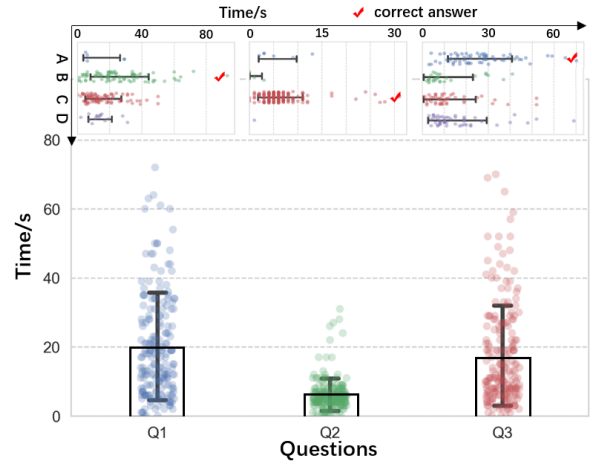 Time/s ✓ correct answer
0 40 80 0 15 30 0 30 60
A
B
C
D
80
60
40
20
0
Time/s
Q1 Q2 Q3
Questions